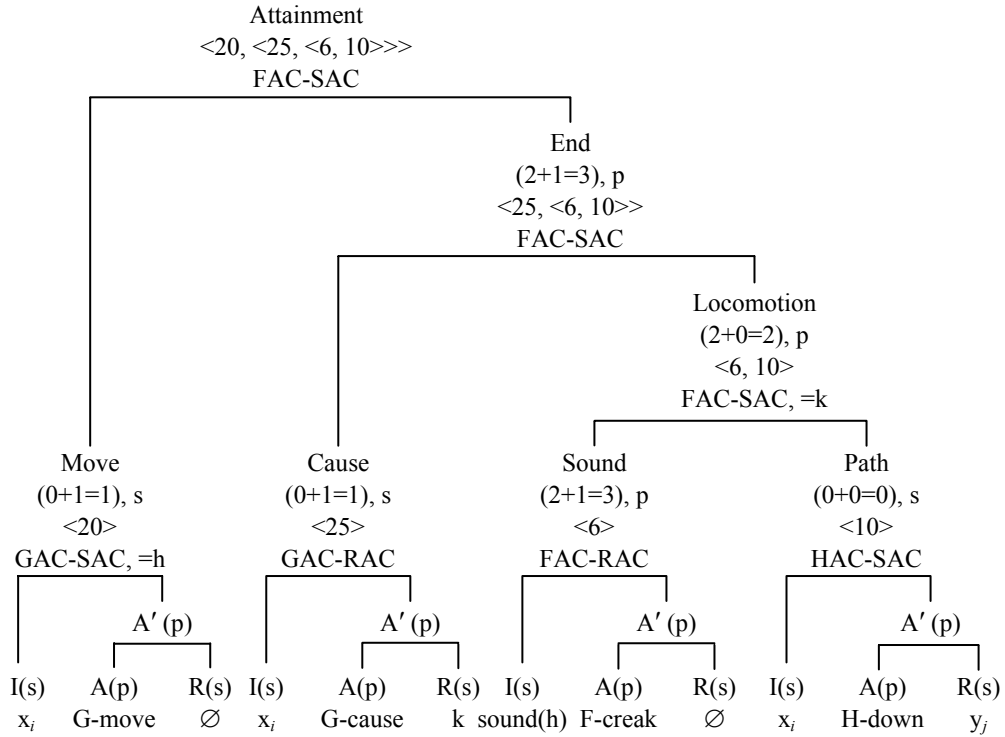 Attainment
<20, <25, <6, 10>>>
FAC-SAC
End
(2+1=3), p
<25, <6, 10>>
FAC-SAC
Locomotion
(2+0=2), p
<6, 10>
FAC-SAC, =k
Move Cause Sound Path
(0+1=1), s (0+1=1), s (2+1=3), p (0+0=0), s
<20> <25> <6> <10>
GAC-SAC, =h GAC-RAC FAC-RAC HAC-SAC
A′ (p) A′ (p) A′ (p) A′ (p)
I(s) A(p) R(s) I(s) A(p) R(s) I(s) A(p) R(s) I(s) A(p) R(s)
xᵢ G-move ∅ xᵢ G-cause k sound(h) F-creak ∅ xᵢ H-down yⱼ